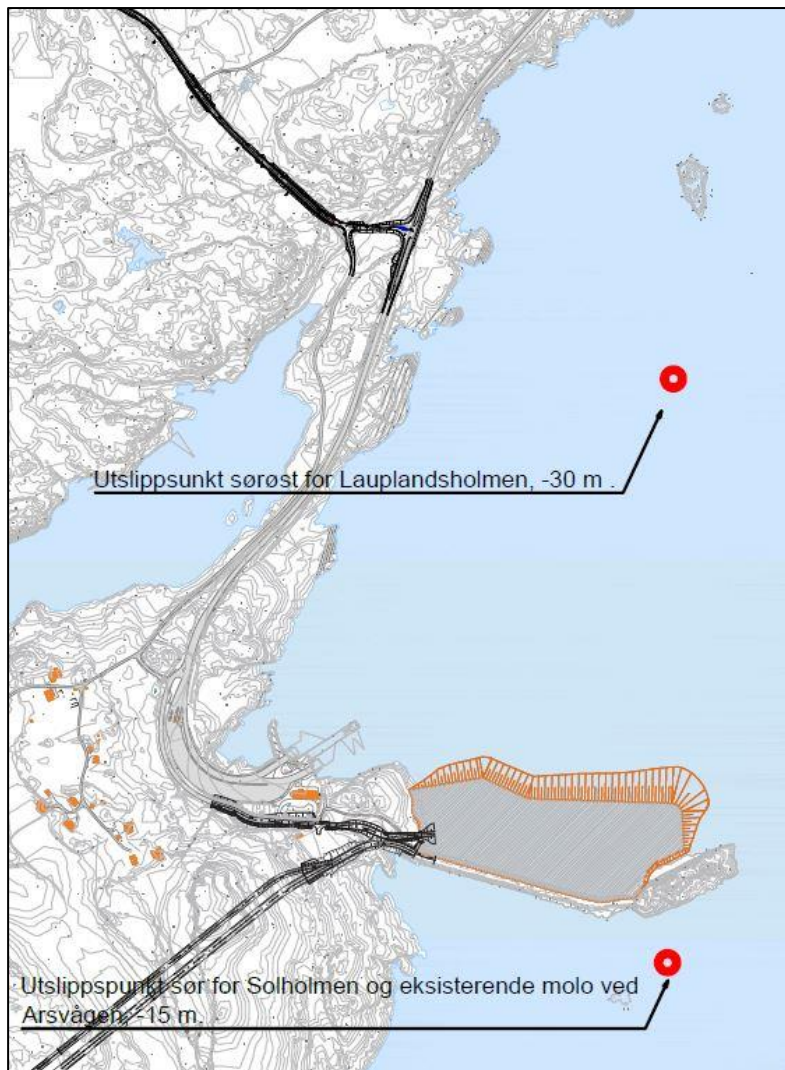 Utslippsunkt sørøst for Lauplandsholmen, -30 m .
Utslippspunkt sør for Solholmen og eksisterende molo ved
Arsvågen, -15 m.